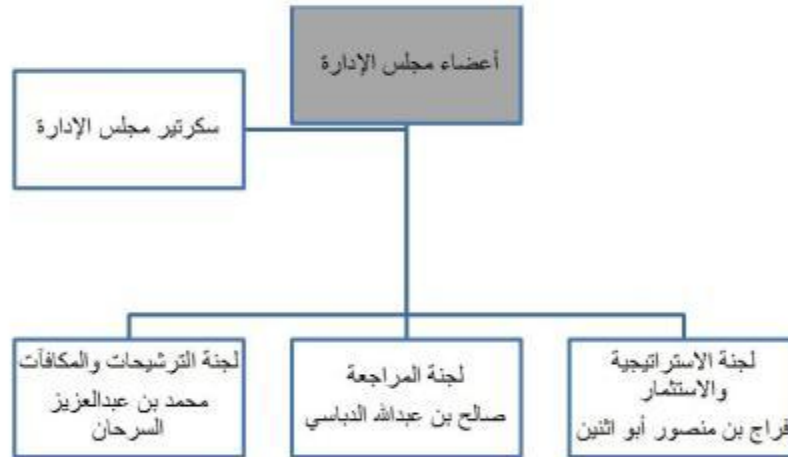 أعضاء مجلس الإدارة
سكرتير مجلس الإدارة
لجنة الاستراتيجية
والاستثمار
فراج بن منصور أبو اثنين
لجنة المراجعة
صالح بن عبدالله الدباسي
لجنة الترشيحات والمكافآت
محمد بن عبدالعزيز
السرحان